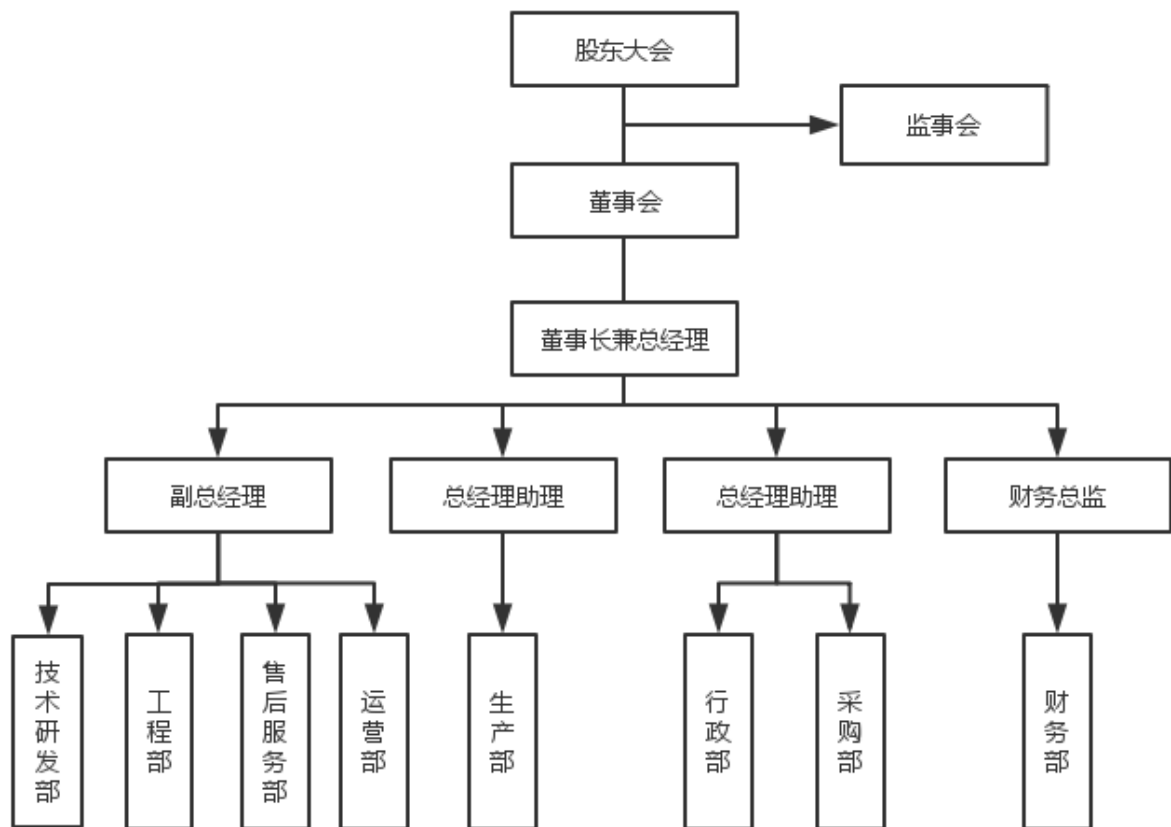 股东大会
监事会
董事会
董事长兼总经理
副总经理
总经理助理
总经理助理
财务总监
技术研发部
工程部
售后服务部
运营部
生产部
行政部
采购部
财务部